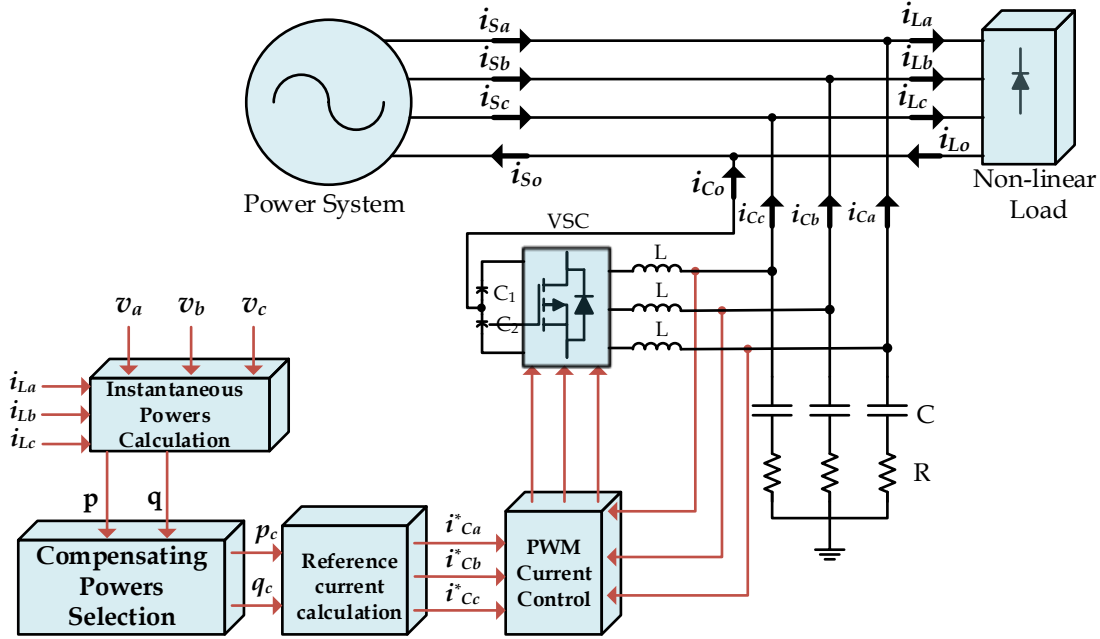 i_Sa
i_La
i_Sb
i_Lb
i_Sc
i_Lc
i_So
i_Lo
Power System
Non-linear
Load
i_Co
i_Cc
i_Cb
i_Ca
VSC
L
L
L
C_1
C_2
v_a
v_b
v_c
i_La
i_Lb
i_Lc
Instantaneous
Powers
Calculation
C
R
p
q
Compensating
Powers
Selection
p_c
q_c
Reference
current
calculation
i*_Ca
i*_Cb
i*_Cc
PWM
Current
Control